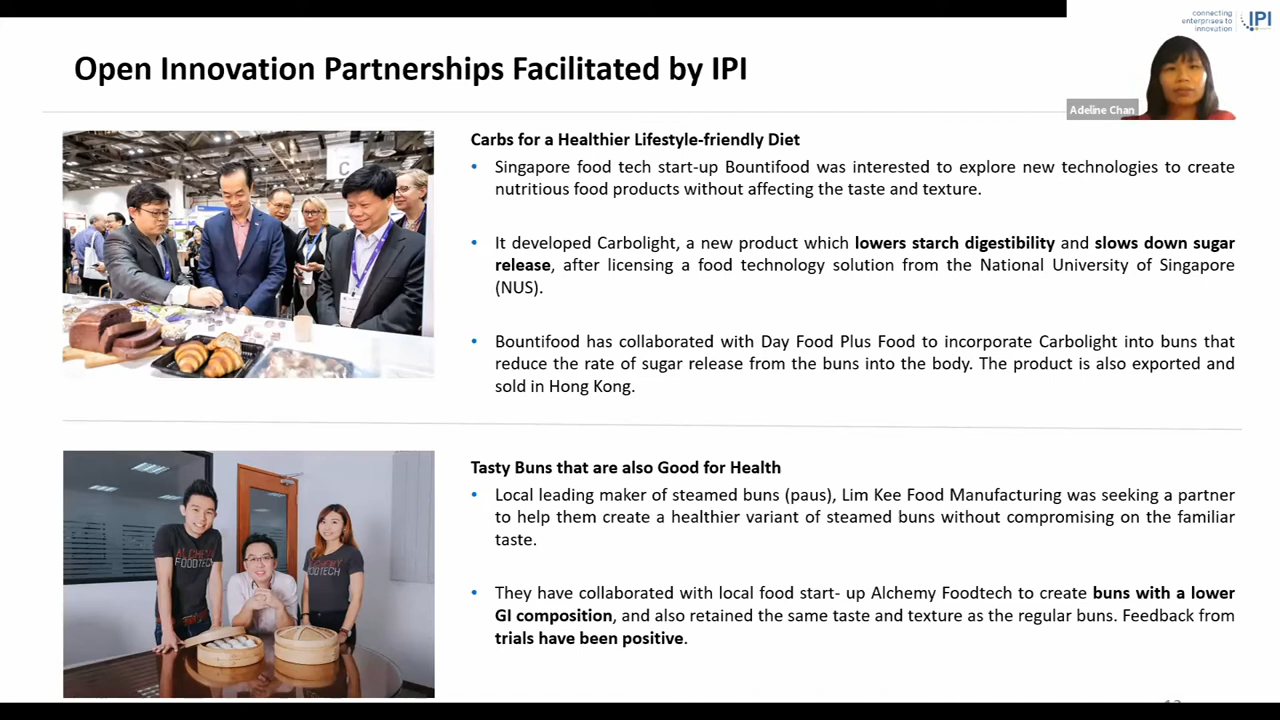 connecting
enterprises to
innovation
IPI
Open Innovation Partnerships Facilitated by IPI
Adeline Chan
Carbs for a Healthier Lifestyle-friendly Diet
• Singapore food tech start-up Bountifood was interested to explore new technologies to create
nutritious food products without affecting the taste and texture.
• It developed Carbolight, a new product which lowers starch digestibility and slows down sugar
release, after licensing a food technology solution from the National University of Singapore
(NUS).
• Bountifood has collaborated with Day Food Plus Food to incorporate Carbolight into buns that
reduce the rate of sugar release from the buns into the body. The product is also exported and
sold in Hong Kong.
C
Tasty Buns that are also Good for Health
• Local leading maker of steamed buns (paus), Lim Kee Food Manufacturing was seeking a partner
to help them create a healthier variant of steamed buns without compromising on the familiar
taste.
• They have collaborated with local food start- up Alchemy Foodtech to create buns with a lower
GI composition, and also retained the same taste and texture as the regular buns. Feedback from
trials have been positive.
ALCHEMY
FOODTECH